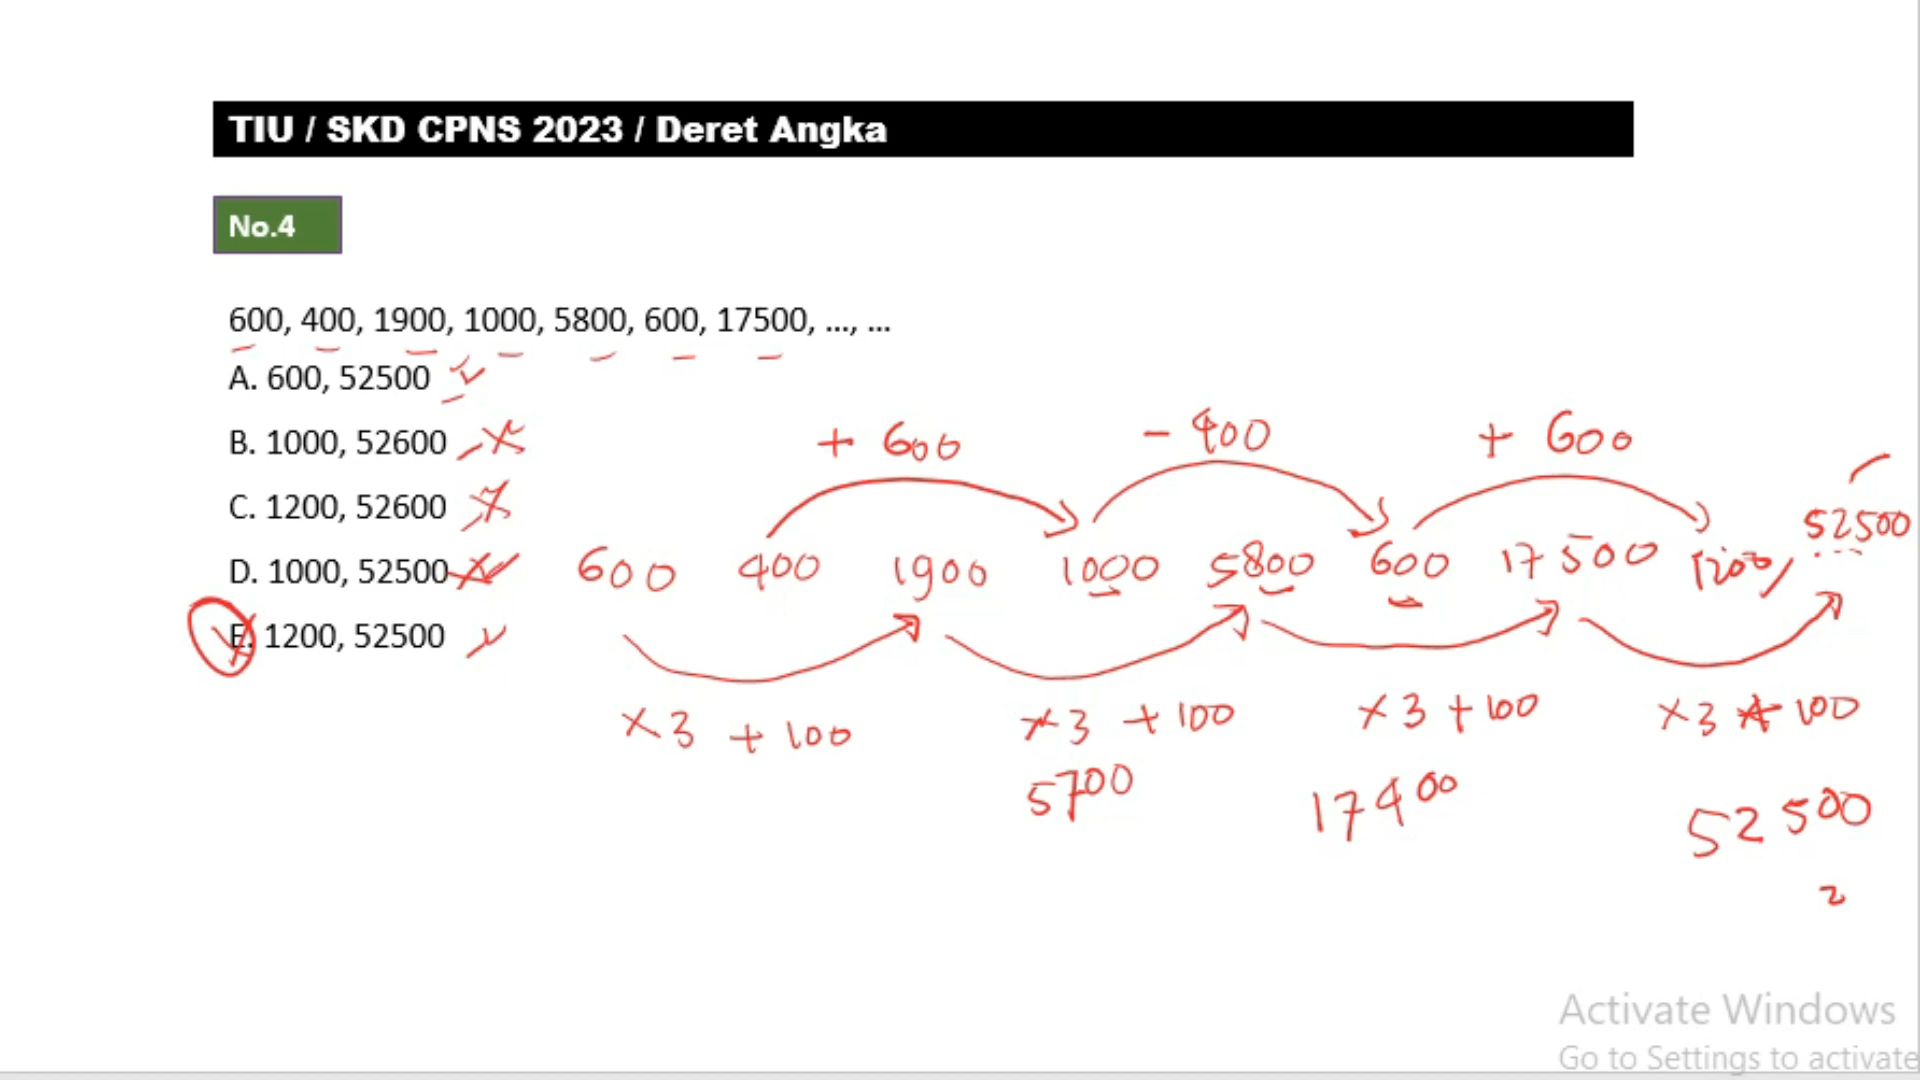 TIU / SKD CPNS 2023 / Deret Angka
No.4
600, 400, 1900, 1000, 5800, 600, 17500, ..., ...
A. 600, 52500
B. 1000, 52600
C. 1200, 52600
D. 1000, 52500
E. 1200, 52500
+ 600 - 400 + 600
600 400 1900 1000 5800 600 17500 1200, 52500
×3 + 100 ×3 + 100 ×3 + 100 ×3 + 100
5700 17400 52500
2
Activate Windows
Go to Settings to activate